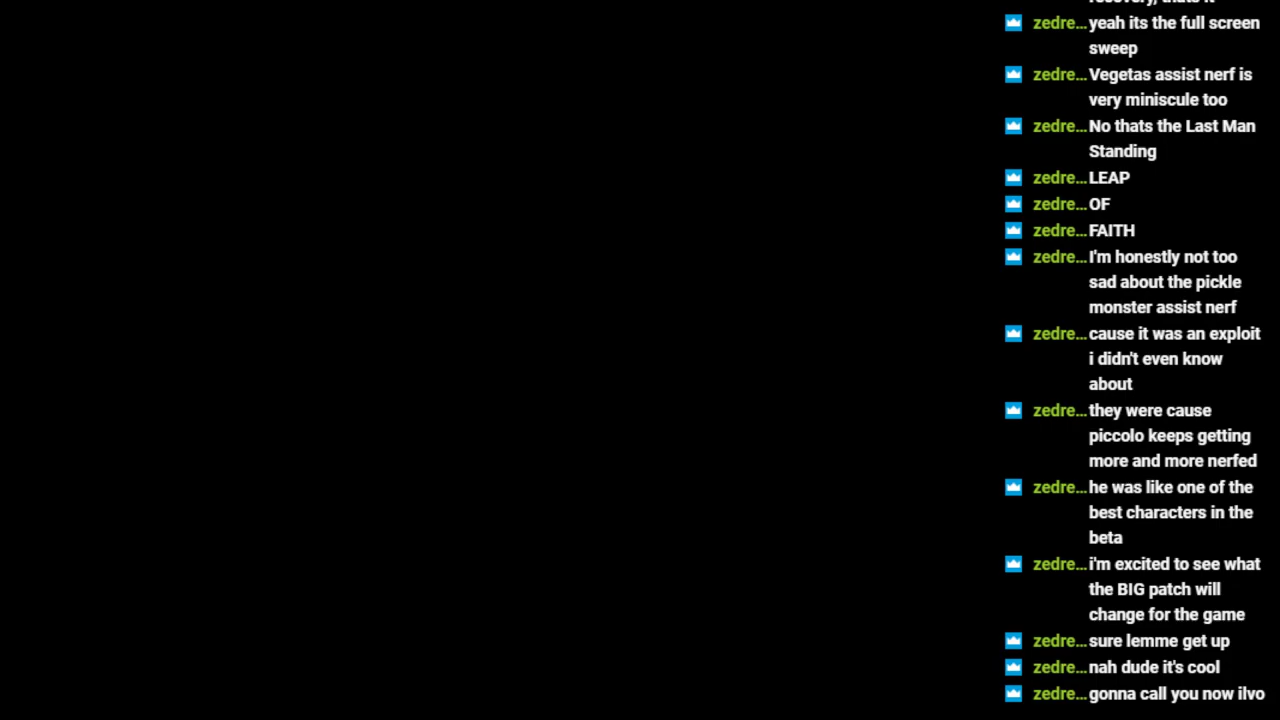 zedre... yeah its the full screen
sweep
zedre... Vegetas assist nerf is
very miniscule too
zedre... No thats the Last Man
Standing
zedre... LEAP
zedre... OF
zedre... FAITH
zedre... I'm honestly not too
sad about the pickle
monster assist nerf
zedre... cause it was an exploit
i didn't even know
about
zedre... they were cause
piccolo keeps getting
more and more nerfed
zedre... he was like one of the
best characters in the
beta
zedre... i'm excited to see what
the BIG patch will
change for the game
zedre... sure lemme get up
zedre... nah dude it's cool
zedre... gonna call you now ilvo